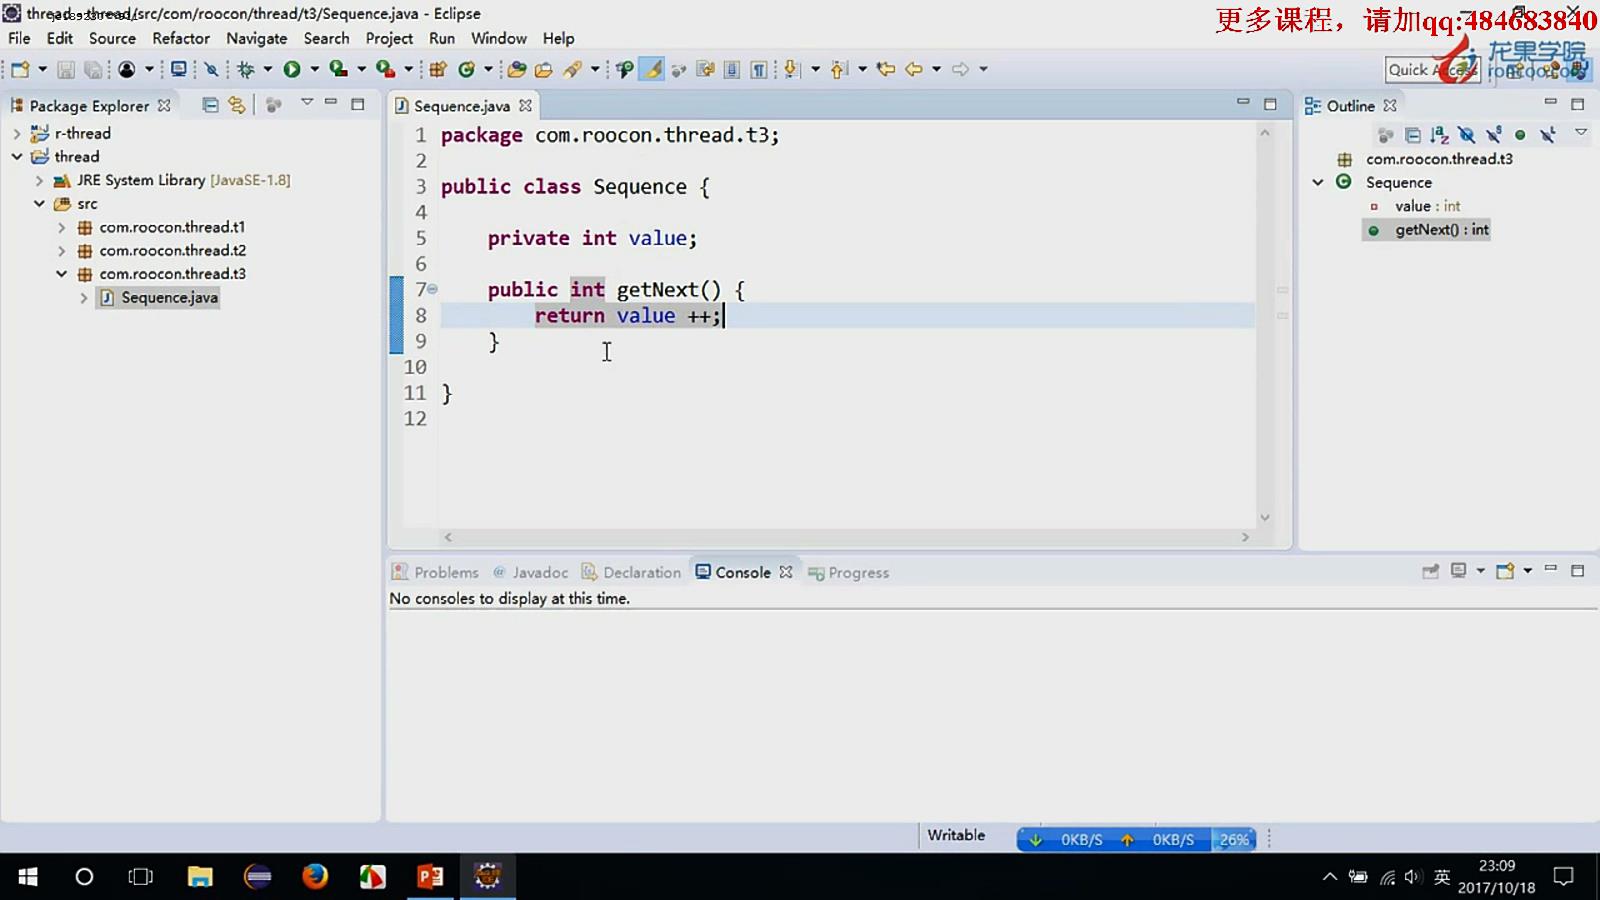 thread - thread/src/com/roocon/thread/t3/Sequence.java - Eclipse
更多课程，请加qq:484683840
File Edit Source Refactor Navigate Search Project Run Window Help
龙果学院
roncoo.com
Quick Access
Package Explorer
r-thread
thread
JRE System Library [JavaSE-1.8]
src
com.roocon.thread.t1
com.roocon.thread.t2
com.roocon.thread.t3
Sequence.java
Sequence.java
1 package com.roocon.thread.t3;
2
3 public class Sequence {
4
5 private int value;
6
7 public int getNext() {
8 return value ++;
9 }
10
11 }
12
Outline
com.roocon.thread.t3
Sequence
value : int
getNext() : int
Problems @ Javadoc Declaration Console Progress
No consoles to display at this time.
Writable
0KB/S 0KB/S 26%
英
23:09
2017/10/18